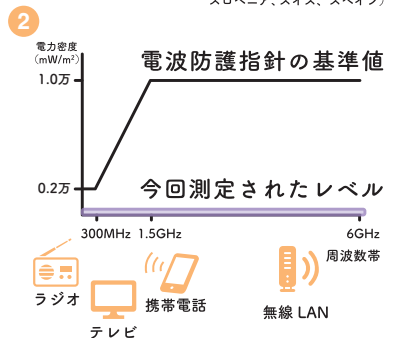 スロベニア、スイス、スペイン)
2
電力密度
(mW/m²)
1.0万
電波防護指針の基準値
0.2万
今回測定されたレベル
300MHz 1.5GHz 6GHz
周波数帯
ラジオ
テレビ
携帯電話
無線 LAN